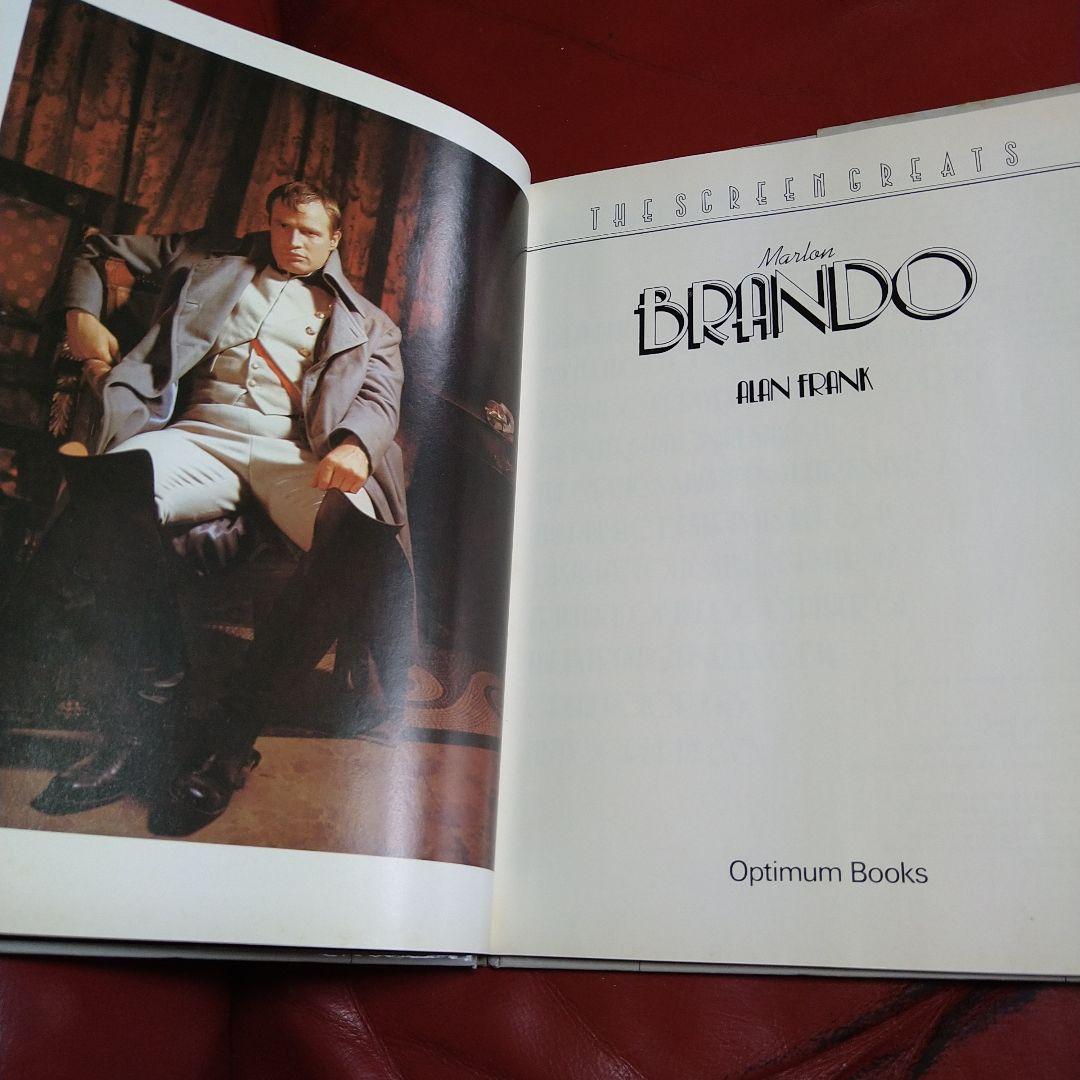 THE SCREEN GREATS
Marlon
BRANDO
ALAN FRANK
Optimum Books